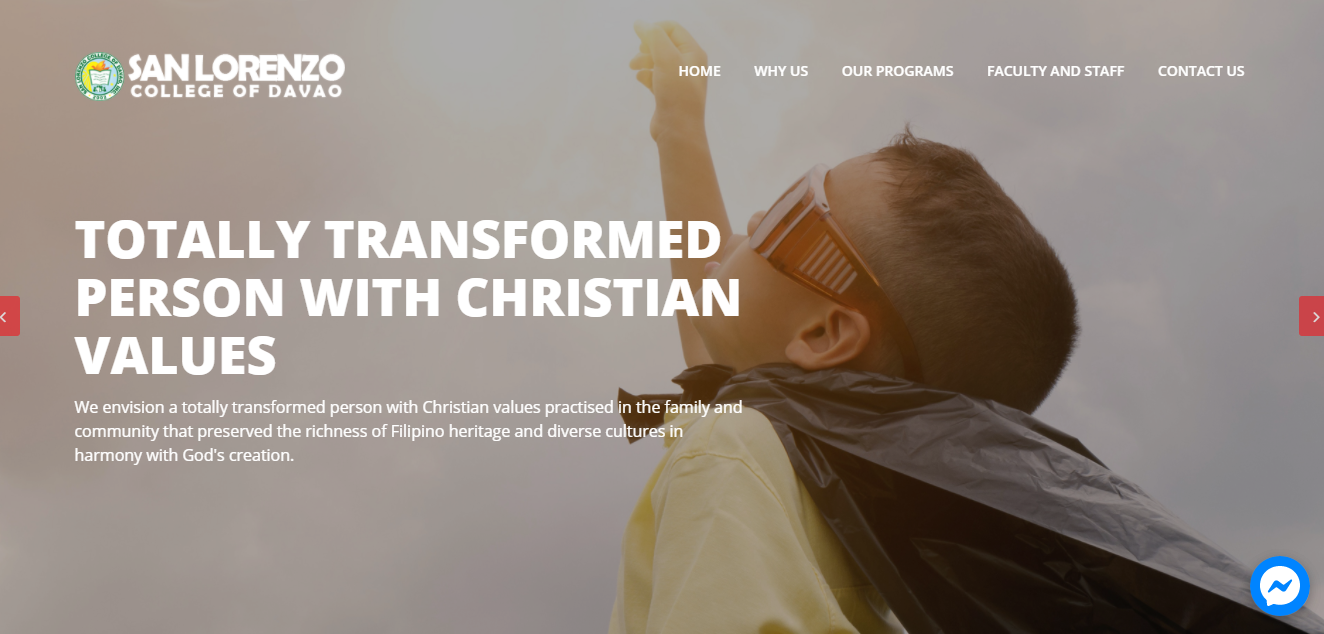 SAN LORENZO
COLLEGE OF DAVAO
HOME WHY US OUR PROGRAMS FACULTY AND STAFF CONTACT US
TOTALLY TRANSFORMED
PERSON WITH CHRISTIAN
VALUES
We envision a totally transformed person with Christian values practised in the family and
community that preserved the richness of Filipino heritage and diverse cultures in
harmony with God's creation.